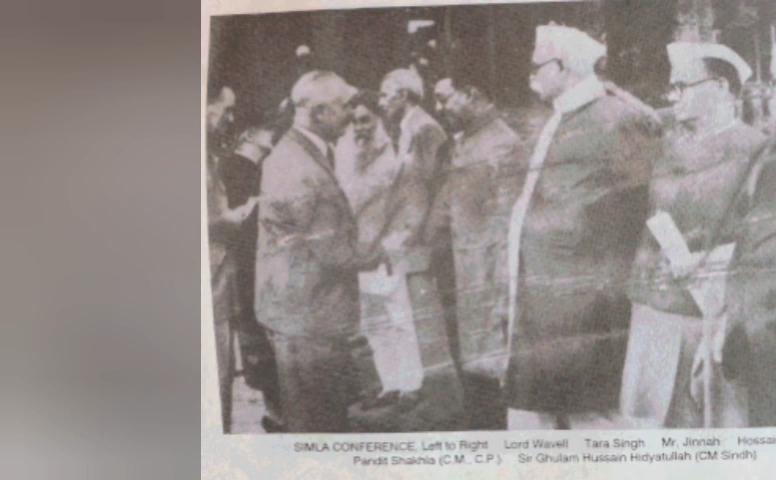 SIMLA CONFERENCE, Left to Right Lord Wavell Tara Singh Mr. Jinnah Hossai
Pandit Shakhla (C.M., C.P.) Sir Ghulam Hussain Hidyatullah (CM Sindh)